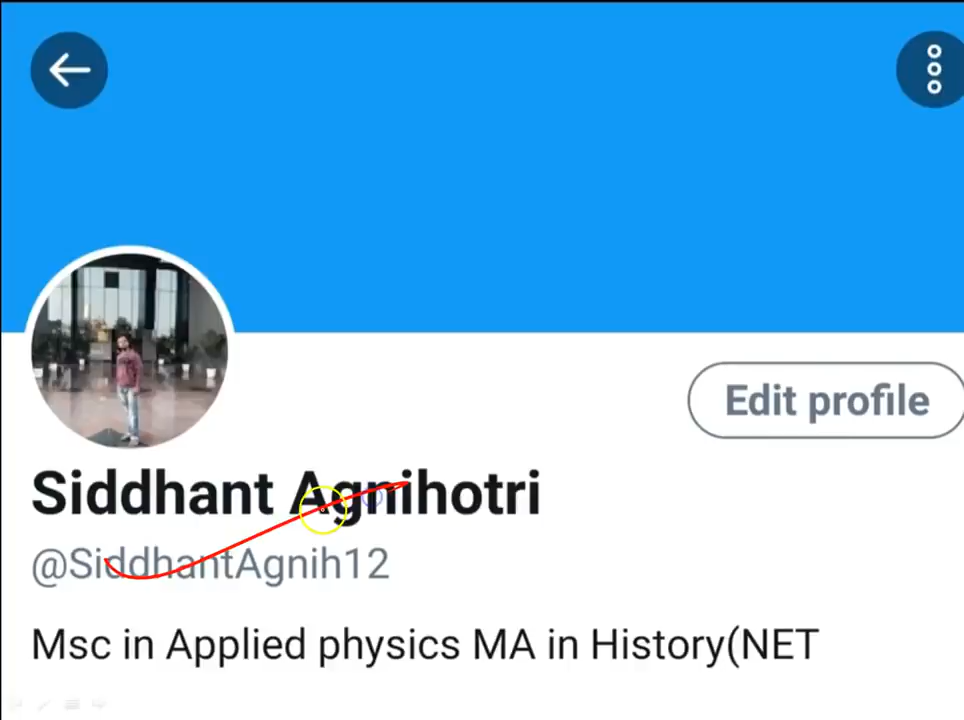 Edit profile
Siddhant Agnihotri
@SiddhantAgnih12
Msc in Applied physics MA in History(NET